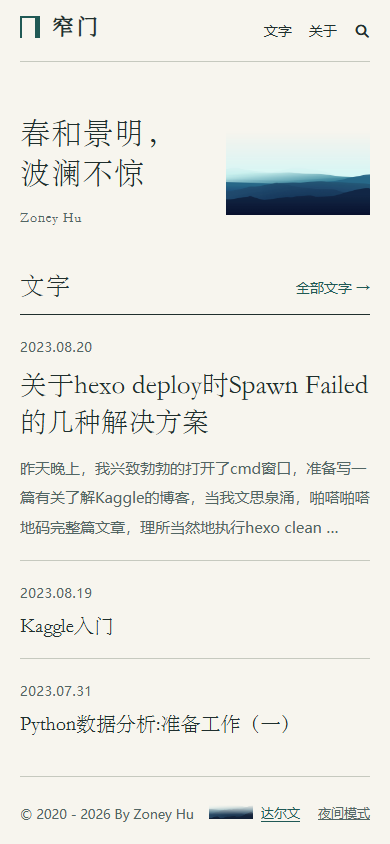 窄门
文字 关于
春和景明，
波澜不惊
Zoney Hu
文字
全部文字 →
2023.08.20
关于hexo deploy时Spawn Failed
的几种解决方案
昨天晚上，我兴致勃勃的打开了cmd窗口，准备写一
篇有关了解Kaggle的博客，当我文思泉涌，啪嗒啪嗒
地码完整篇文章，理所当然地执行hexo clean ...
2023.08.19
Kaggle入门
2023.07.31
Python数据分析:准备工作（一）
© 2020 - 2026 By Zoney Hu 达尔文 夜间模式